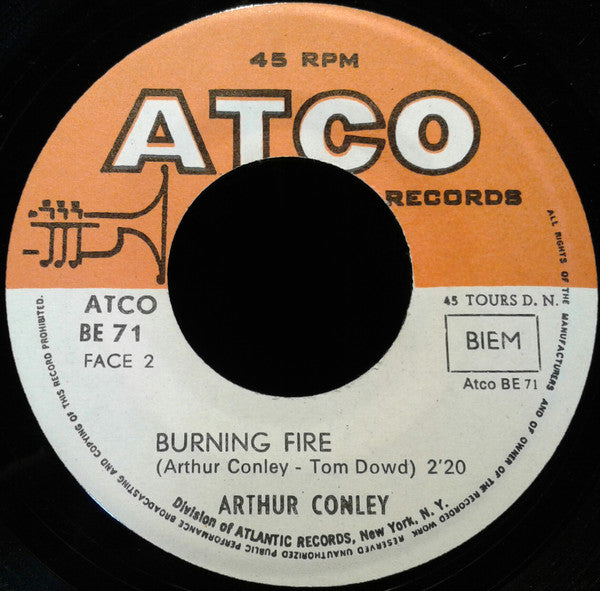 45 RPM
ATCO
RECORDS
ATCO
BE 71
FACE 2
45 TOURS D. N.
BIEM
Atco BE 71
BURNING FIRE
(Arthur Conley - Tom Dowd) 2'20
ARTHUR CONLEY
Division of ATLANTIC RECORDS, New York, N. Y.
ALL RIGHTS OF THE MANUFACTURERS AND OF OWNER OF THE RECORDED WORK RESERVED UNAUTHORIZED PUBLIC PERFORMANCE BROADCASTING AND COPYING OF THIS RECORD PROHIBITED.